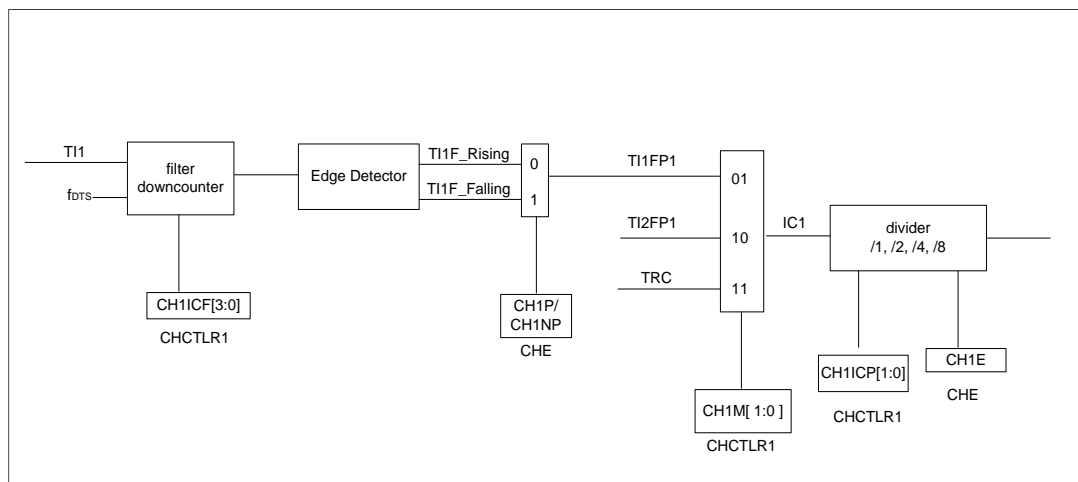 TI1
fDTS
filter
downcounter
CH1ICF[3:0]
CHCTLR1
Edge Detector
TI1F_Rising
TI1F_Falling
0
1
CH1P/
CH1NP
CHE
TI1FP1
TI2FP1
TRC
01
10
11
CH1M[ 1:0 ]
CHCTLR1
IC1
divider
/1, /2, /4, /8
CH1ICP[1:0]
CHCTLR1
CH1E
CHE